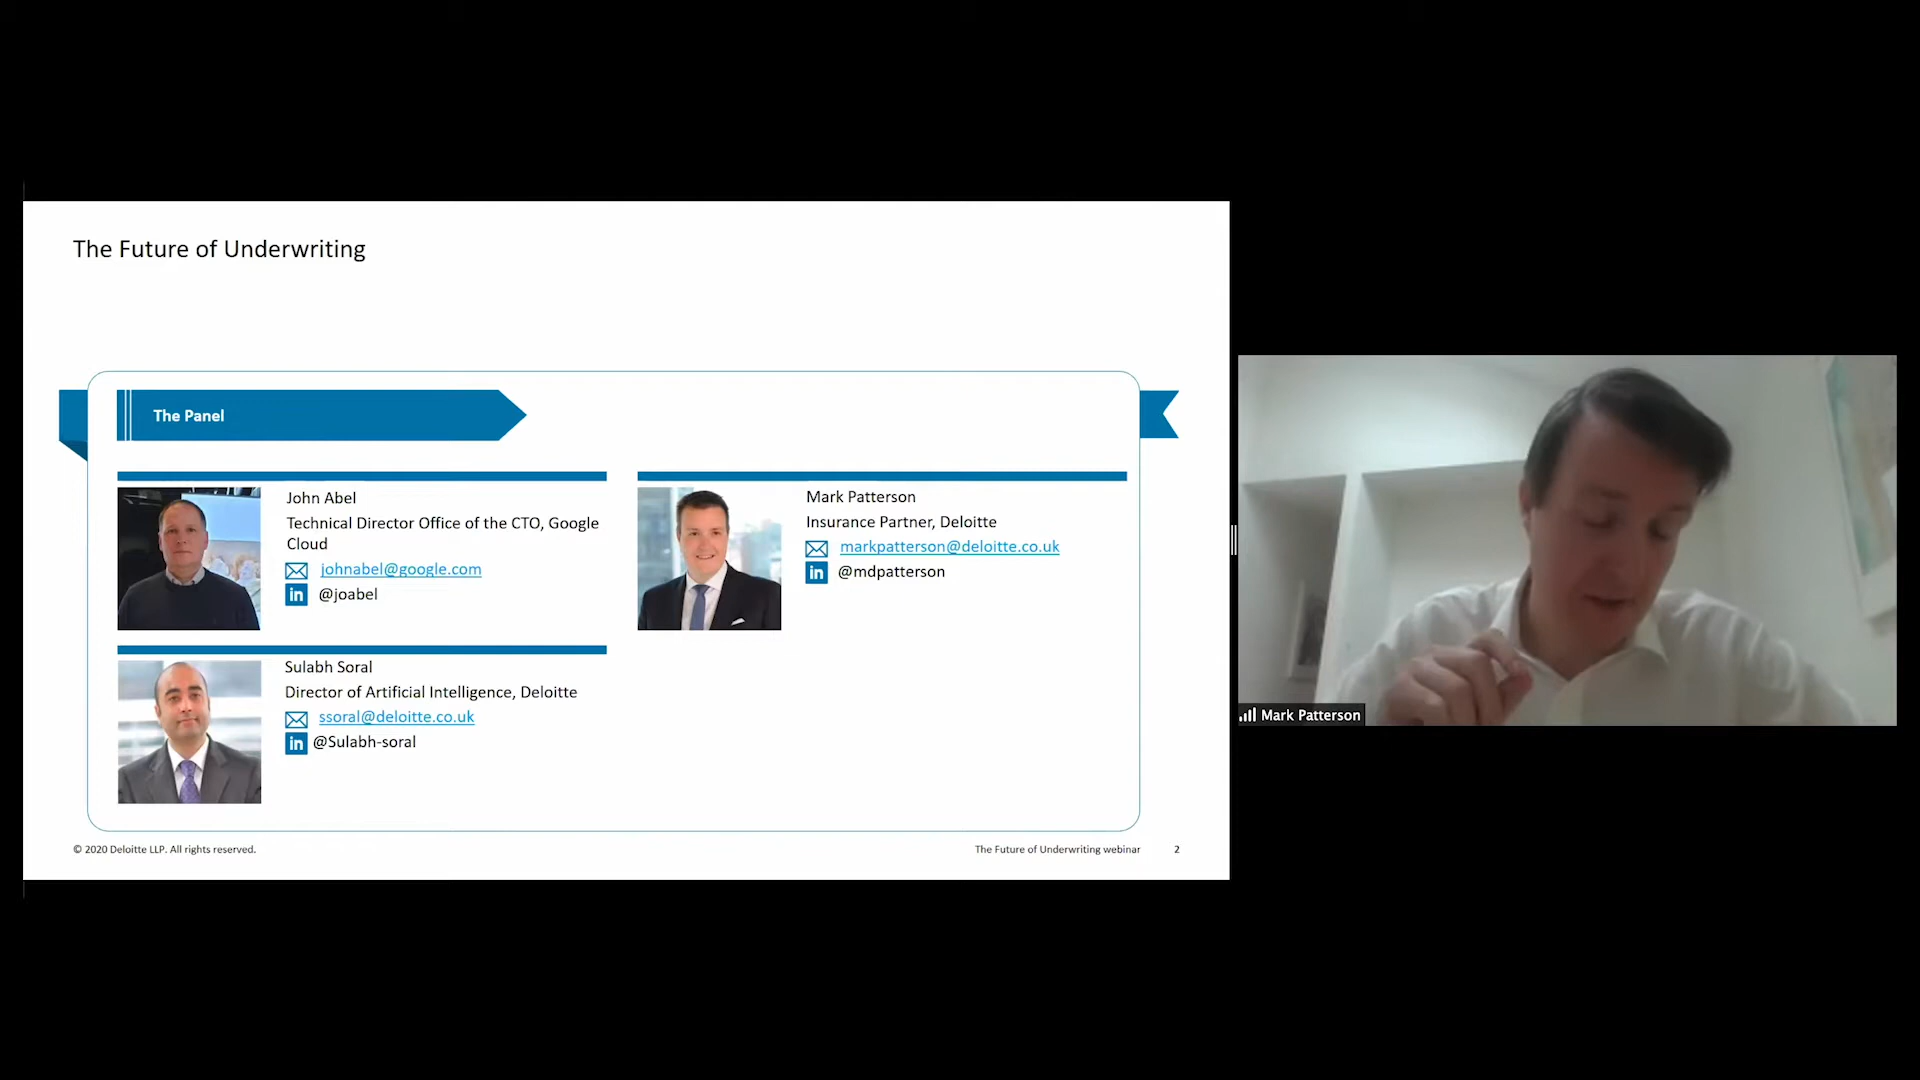 The Future of Underwriting
The Panel
John Abel
Technical Director Office of the CTO, Google
Cloud
johnabel@google.com
in @joabel
Mark Patterson
Insurance Partner, Deloitte
markpatterson@deloitte.co.uk
in @mdpatterson
Sulabh Soral
Director of Artificial Intelligence, Deloitte
ssoral@deloitte.co.uk
in @Sulabh-soral
© 2020 Deloitte LLP. All rights reserved.
The Future of Underwriting webinar 2
Mark Patterson